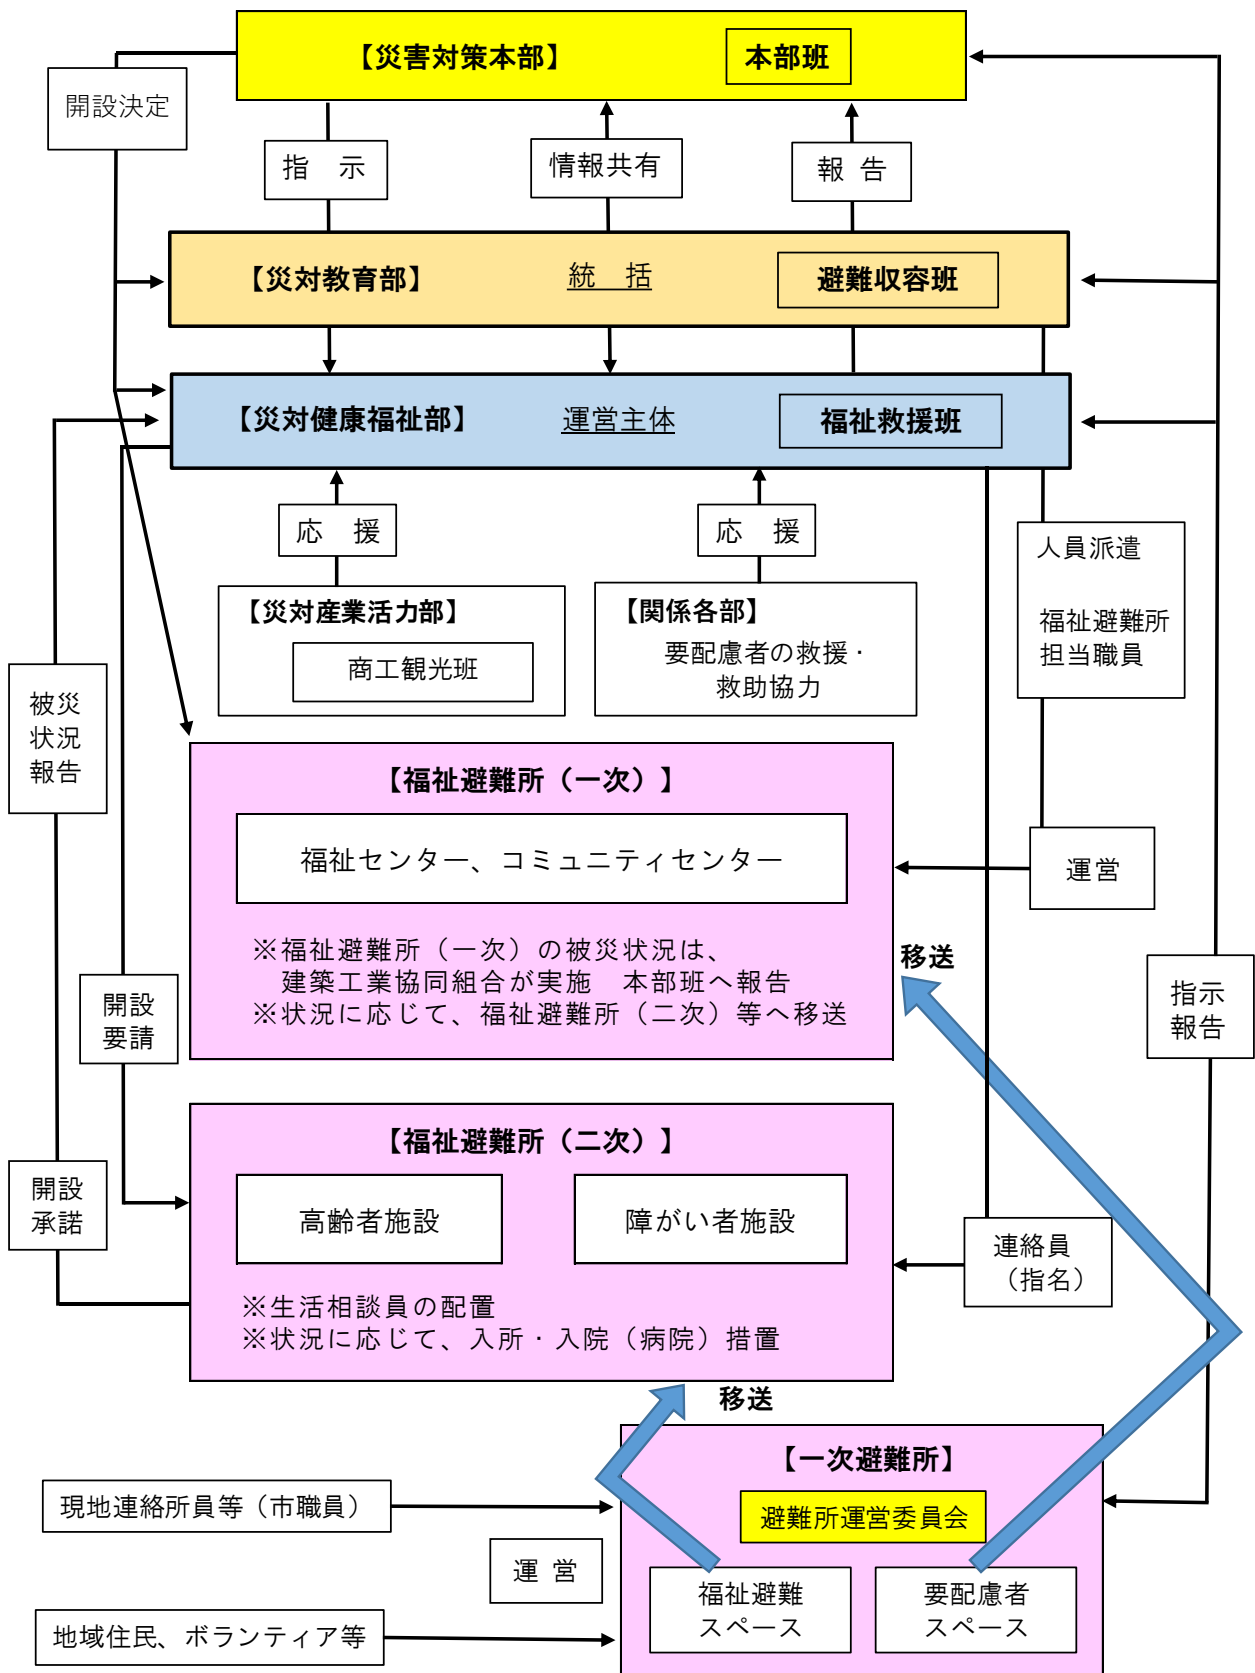 【災害対策本部】 本部班
開設決定
指 示
情報共有
報 告
【災対教育部】 統 括 避難収容班
【災対健康福祉部】 運営主体 福祉救援班
応 援
応 援
人員派遣
福祉避難所
担当職員
【災対産業活力部】
商工観光班
【関係各部】
要配慮者の救援・
救助協力
被災
状況
報告
【福祉避難所（一次）】
福祉センター、コミュニティセンター
運営
※福祉避難所（一次）の被災状況は、
建築工業協同組合が実施 本部班へ報告
※状況に応じて、福祉避難所（二次）等へ移送
移送
開設
要請
指示
報告
【福祉避難所（二次）】
高齢者施設
障がい者施設
開設
承諾
連絡員
（指名）
※生活相談員の配置
※状況に応じて、入所・入院（病院）措置
移送
【一次避難所】
現地連絡所員等（市職員）
避難所運営委員会
運 営
福祉避難
スペース
要配慮者
スペース
地域住民、ボランティア等